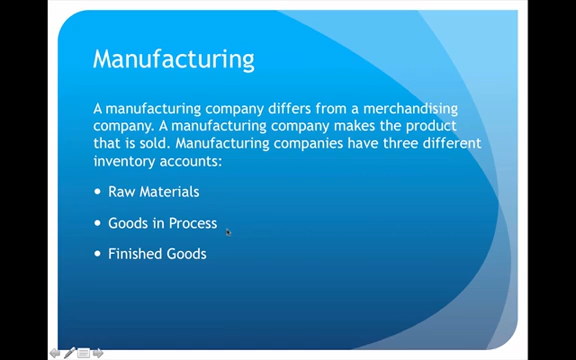 Manufacturing
A manufacturing company differs from a merchandising
company. A manufacturing company makes the product
that is sold. Manufacturing companies have three different
inventory accounts:
• Raw Materials
• Goods in Process
• Finished Goods